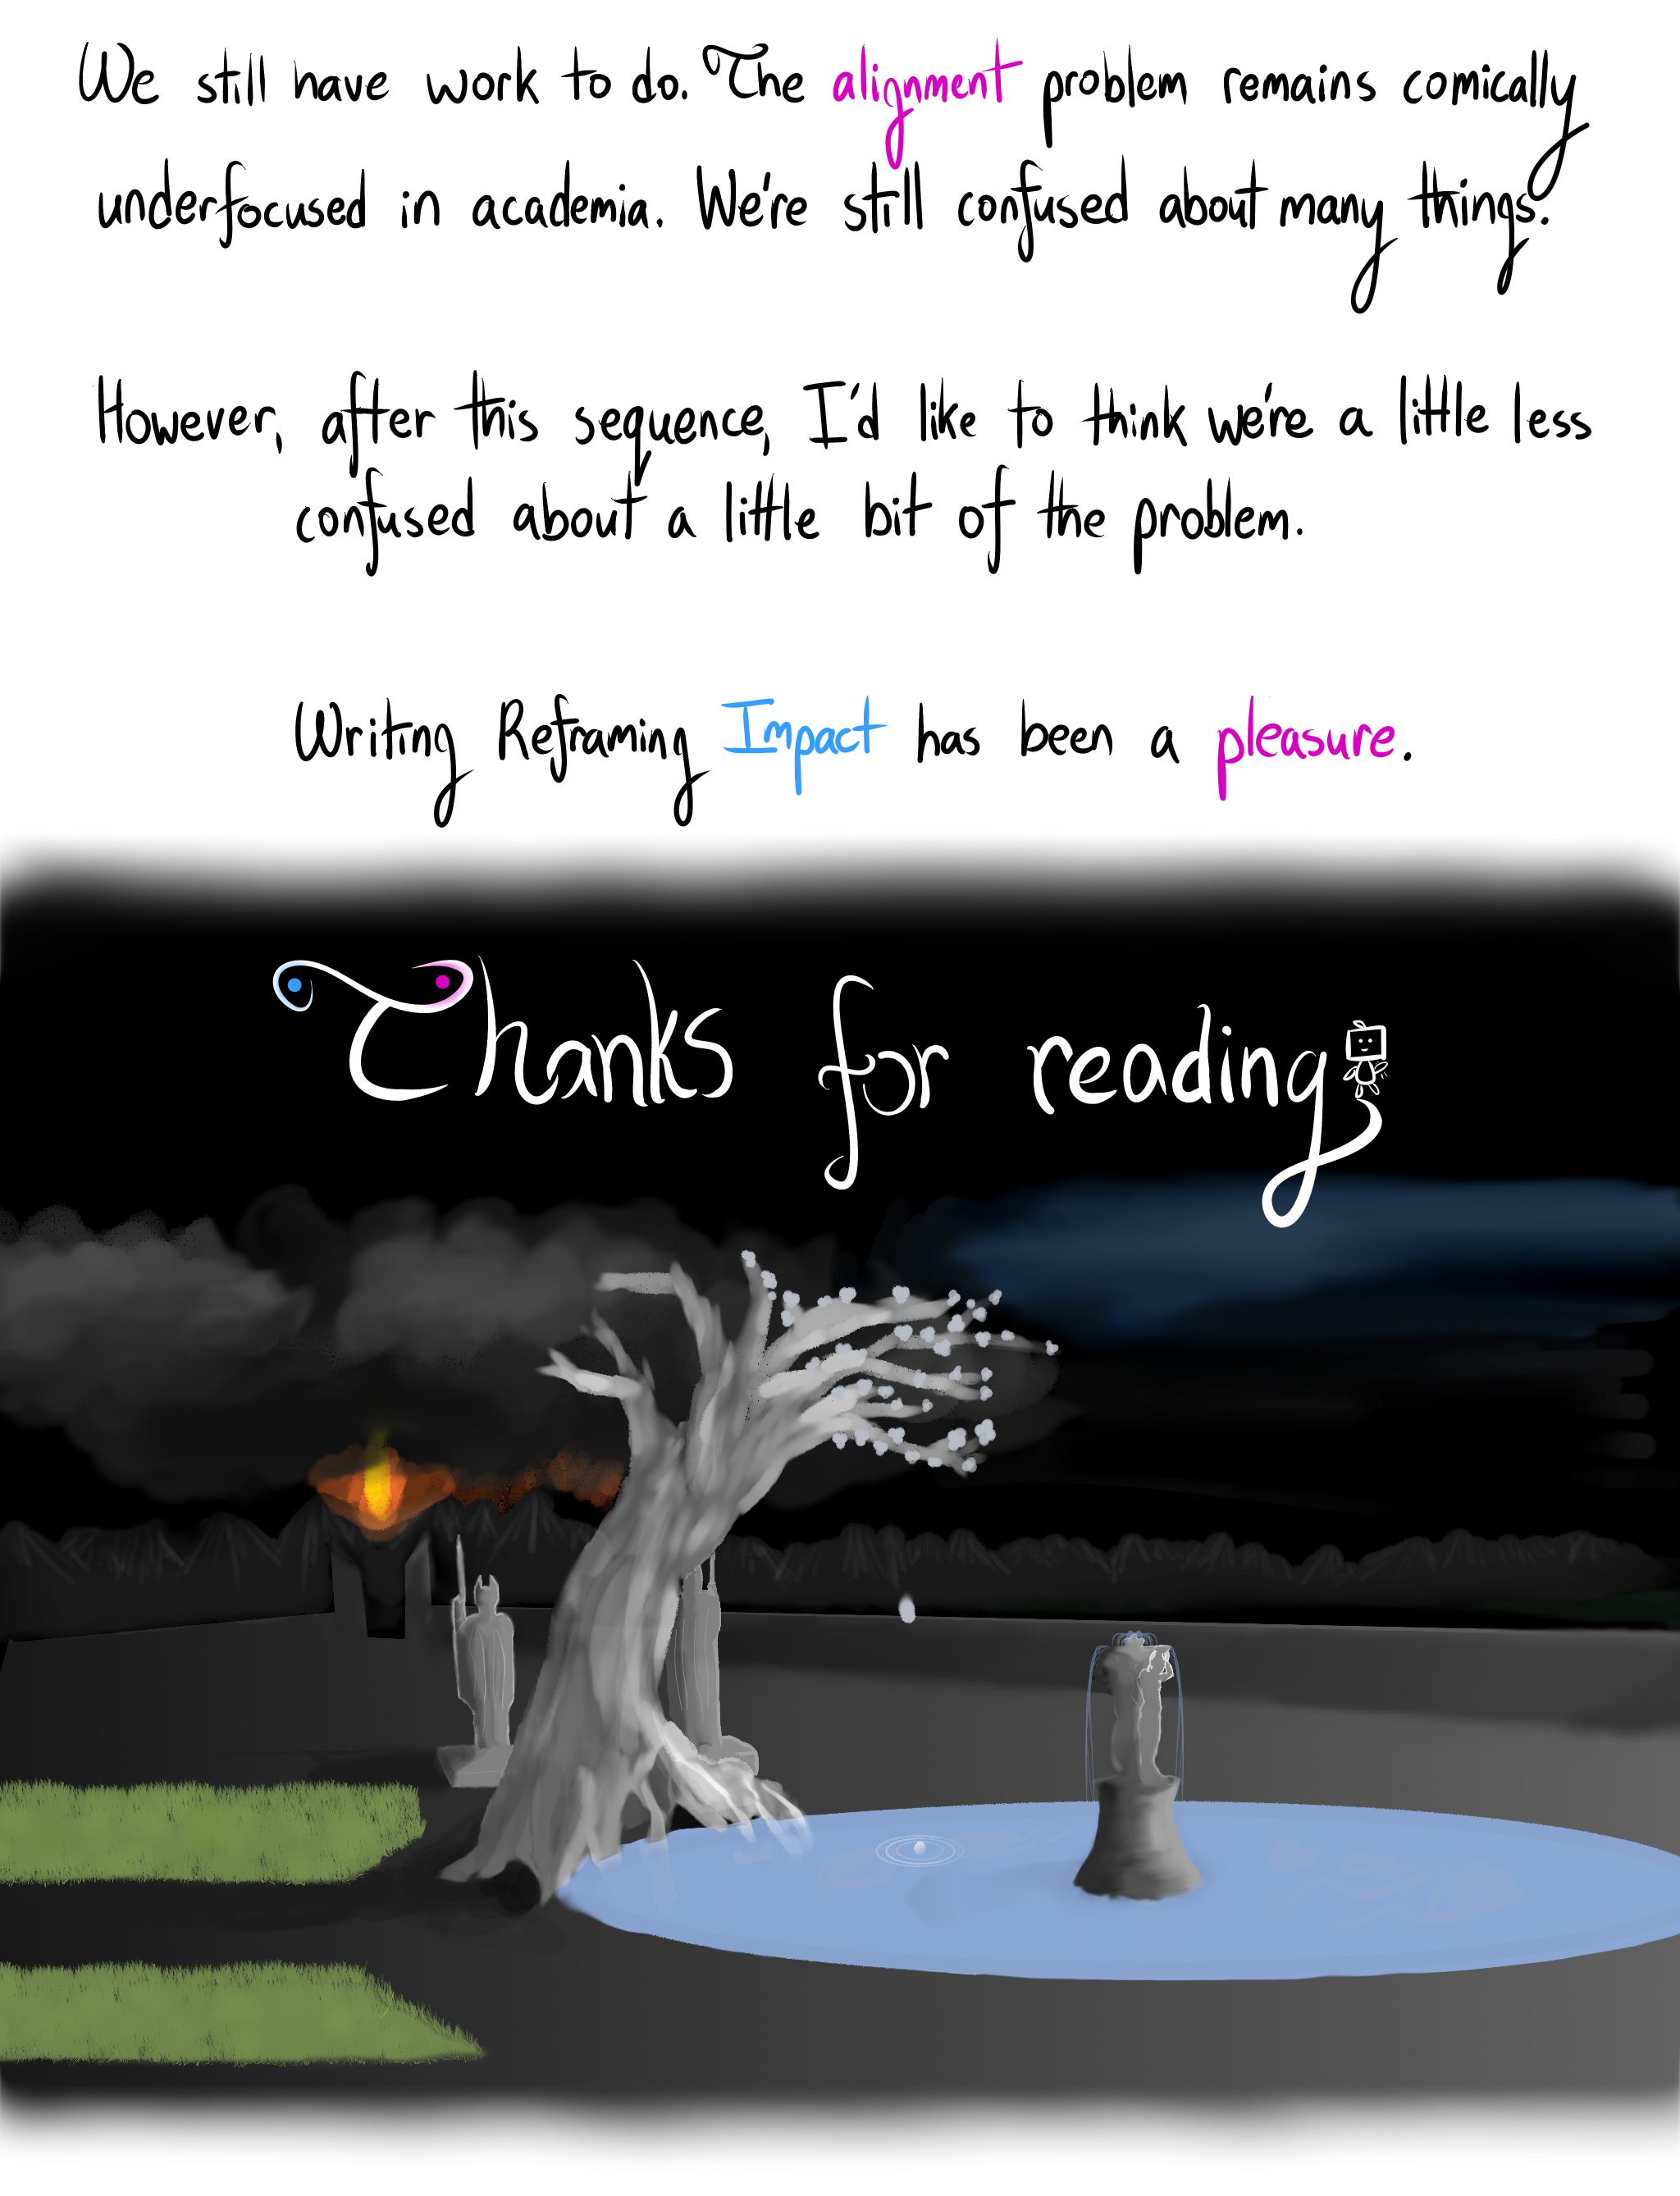 We still have work to do. The alignment problem remains comically
underfocused in academia. We're still confused about many things.
However, after this sequence, I'd like to think we're a little less
confused about a little bit of the problem.
Writing Reframing Impact has been a pleasure.
Thanks for reading